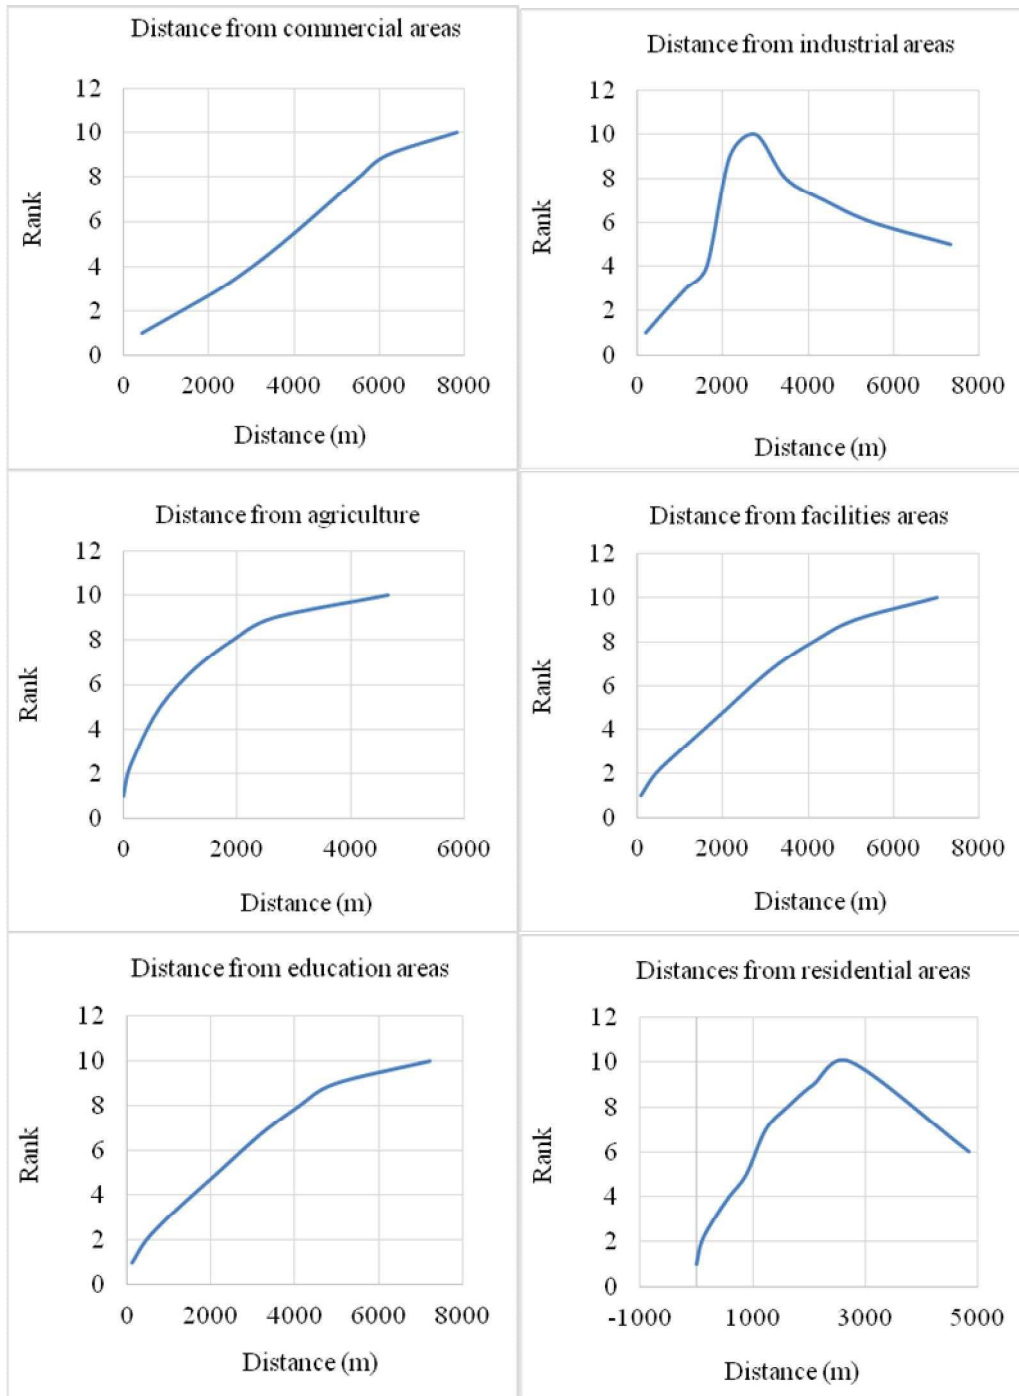 Distance from commercial areas
12
10
8
6
4
2
0
Rank
0 2000 4000 6000 8000
Distance (m)
Distance from industrial areas
12
10
8
6
4
2
0
Rank
0 2000 4000 6000 8000
Distance (m)
Distance from agriculture
12
10
8
6
4
2
0
Rank
0 2000 4000 6000
Distance (m)
Distance from facilities areas
12
10
8
6
4
2
0
Rank
0 2000 4000 6000 8000
Distance (m)
Distance from education areas
12
10
8
6
4
2
0
Rank
0 2000 4000 6000 8000
Distance (m)
Distances from residential areas
12
10
8
6
4
2
0
Rank
-1000 1000 3000 5000
Distance (m)